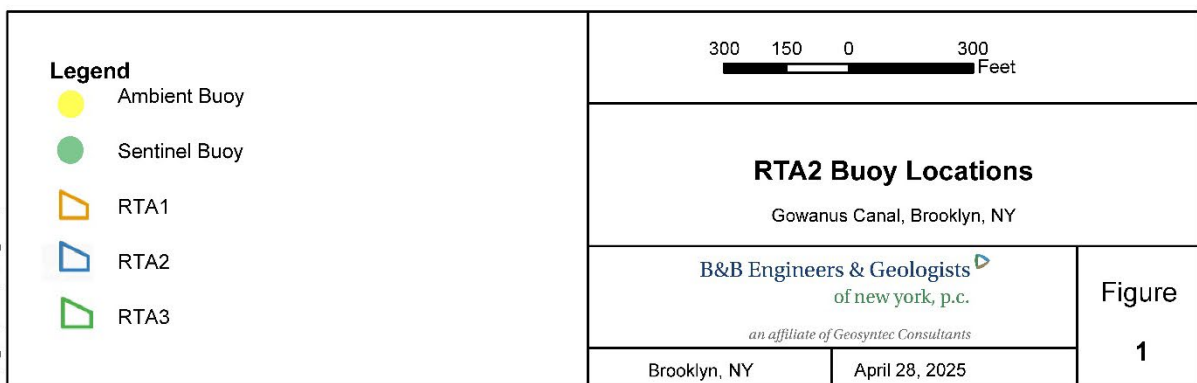 Legend
Ambient Buoy
Sentinel Buoy
RTA1
RTA2
RTA3
300 150 0 300
Feet
RTA2 Buoy Locations
Gowanus Canal, Brooklyn, NY
B&B Engineers & Geologists
of new york, p.c.
an affiliate of Geosyntec Consultants
Brooklyn, NY
April 28, 2025
Figure
1